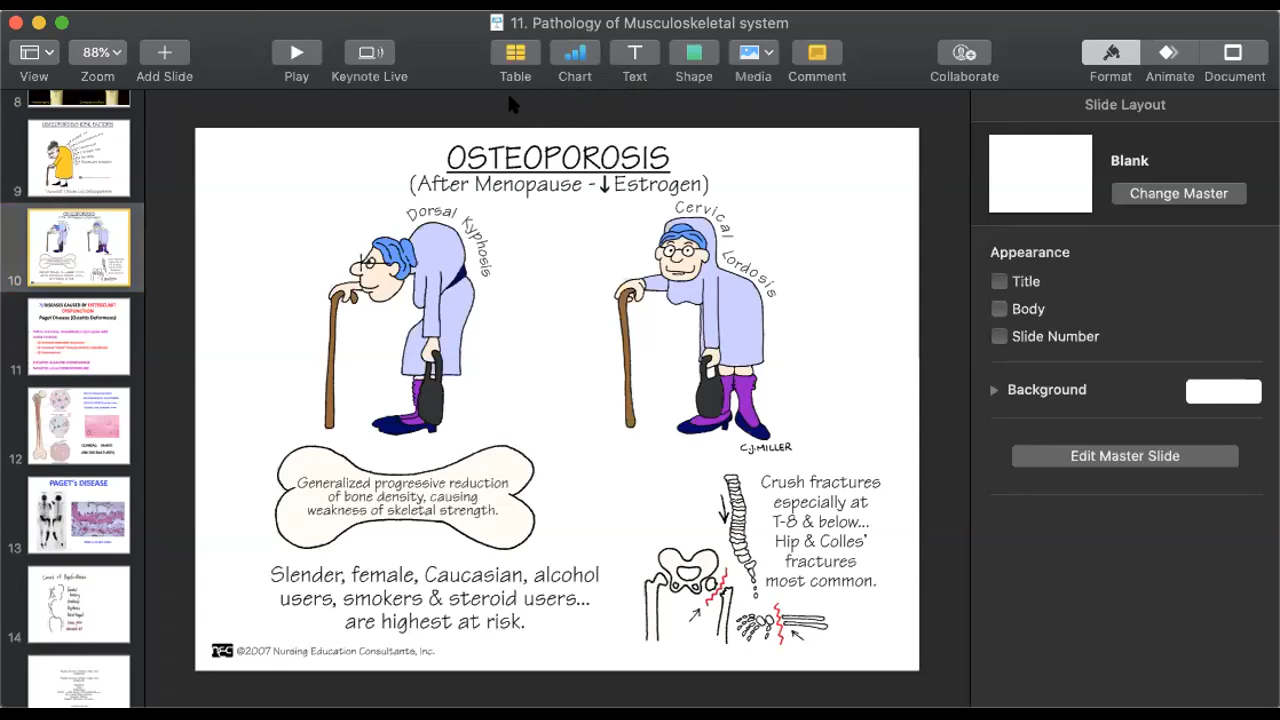 11. Pathology of Musculoskeletal system
88%
View
Zoom
Add Slide
Play
Keynote Live
Table
Chart
Text
Shape
Media
Comment
Collaborate
Format
Animate
Document
8
9
10
11
12
13
14
PAGET's DISEASE
OSTEOPOROSIS
(After Menopause -↓Estrogen)
Dorsal Kyphosis
Cervical Lordosis
C.J.MILLER
Generalized progressive reduction
of bone density, causing
weakness of skeletal strength.
Slender, female, Caucasian, alcohol
users, smokers & steroid users...
are highest at risk.
Crush fractures
especially at
T-8 & below...
Hip & Colles'
fractures
most common.
©2007 Nursing Education Consultants, Inc.
Slide Layout
Blank
Change Master
Appearance
Title
Body
Slide Number
Background
Edit Master Slide